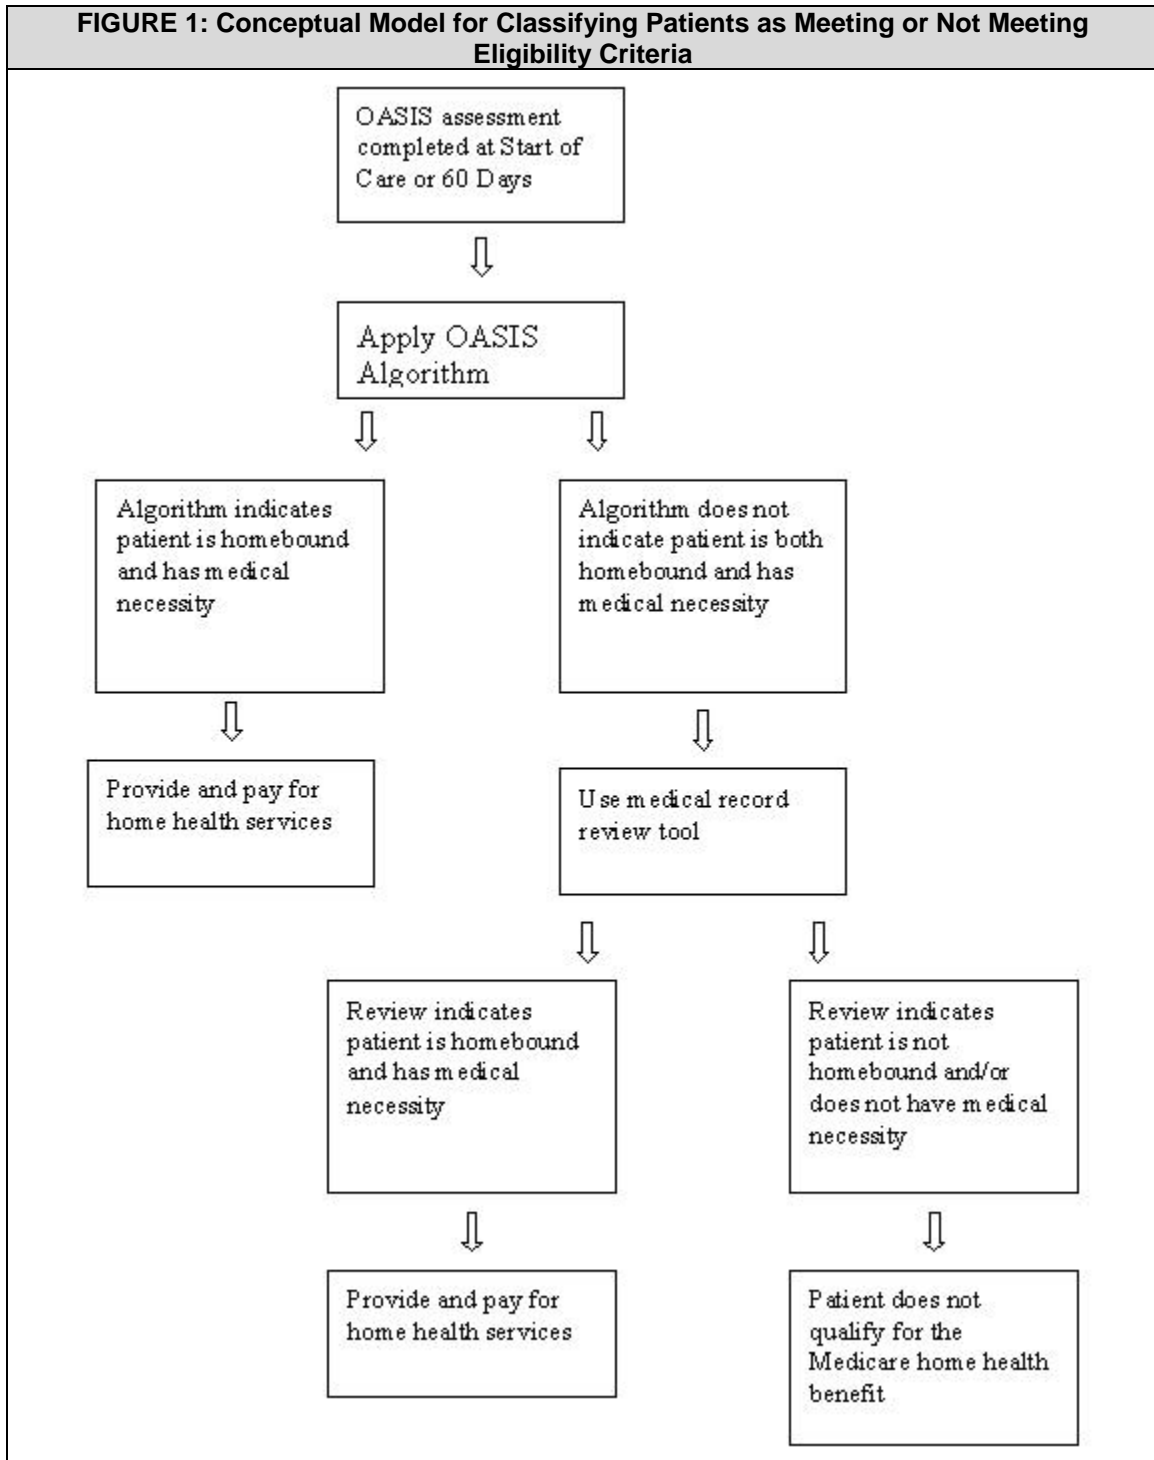 FIGURE 1: Conceptual Model for Classifying Patients as Meeting or Not Meeting
Eligibility Criteria
OASIS assessment
completed at Start of
Care or 60 Days
Apply OASIS
Algorithm
Algorithm indicates
patient is homebound
and has medical
necessity
Algorithm does not
indicate patient is both
homebound and has
medical necessity
Provide and pay for
home health services
Use medical record
review tool
Review indicates
patient is homebound
and has medical
necessity
Review indicates
patient is not
homebound and/or
does not have medical
necessity
Provide and pay for
home health services
Patient does not
qualify for the
Medicare home health
benefit